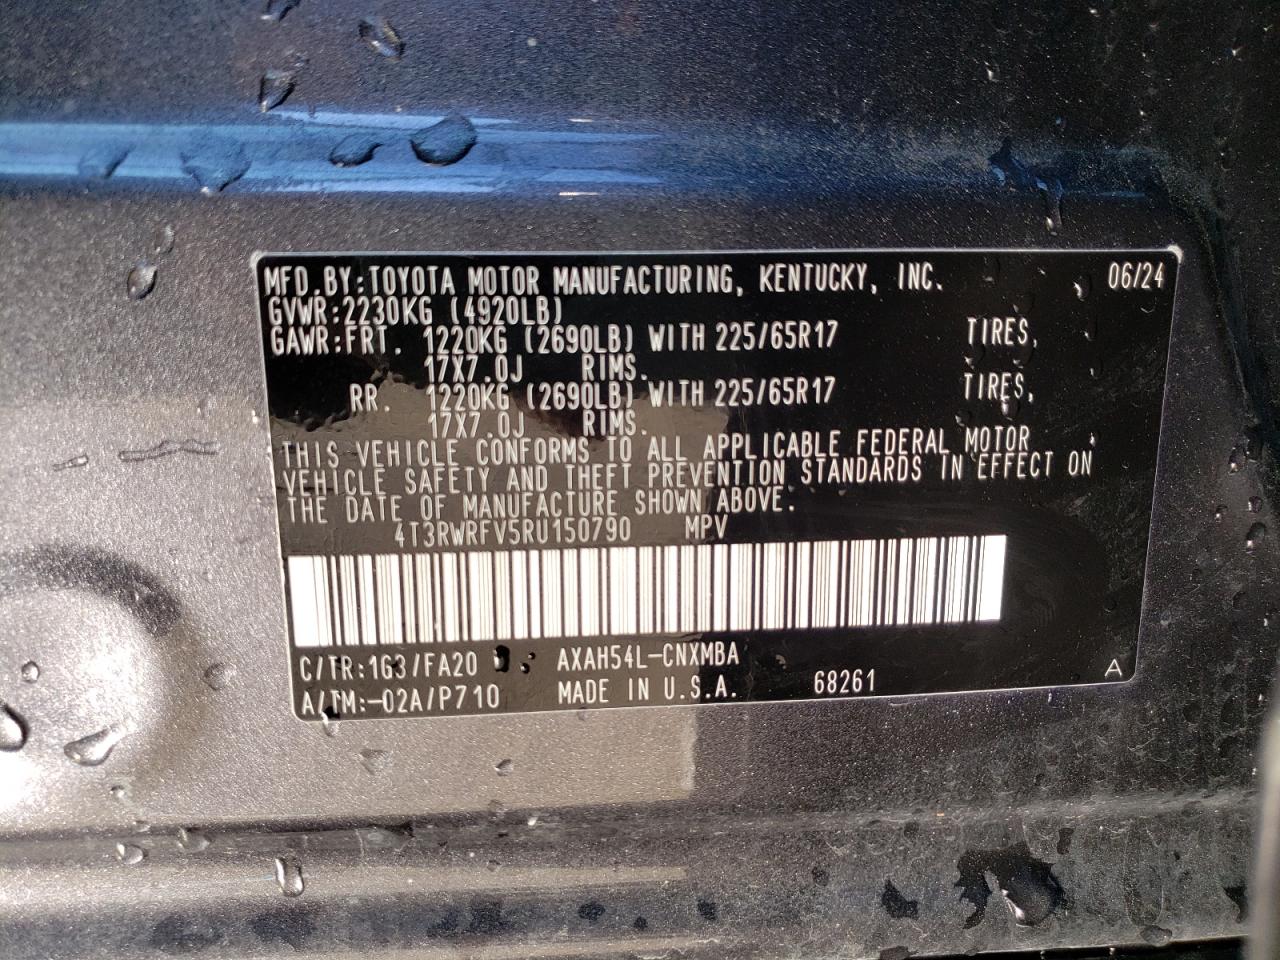 MFD.BY:TOYOTA MOTOR MANUFACTURING, KENTUCKY, INC. 06/24
GVWR:2230KG (4920LB)
GAWR:FRT. 1220KG (2690LB) WITH 225/65R17 TIRES,
17X7.0J RIMS.
RR. 1220KG (2690LB) WITH 225/65R17 TIRES,
17X7.0J RIMS.
THIS VEHICLE CONFORMS TO ALL APPLICABLE FEDERAL MOTOR
VEHICLE SAFETY AND THEFT PREVENTION STANDARDS IN EFFECT ON
THE DATE OF MANUFACTURE SHOWN ABOVE.
4T3RWRFV5RU150790 MPV
C/TR:1G3/FA20 AXAH54L-CNXMBA
A/TM:-02A/P710 MADE IN U.S.A. 68261 A